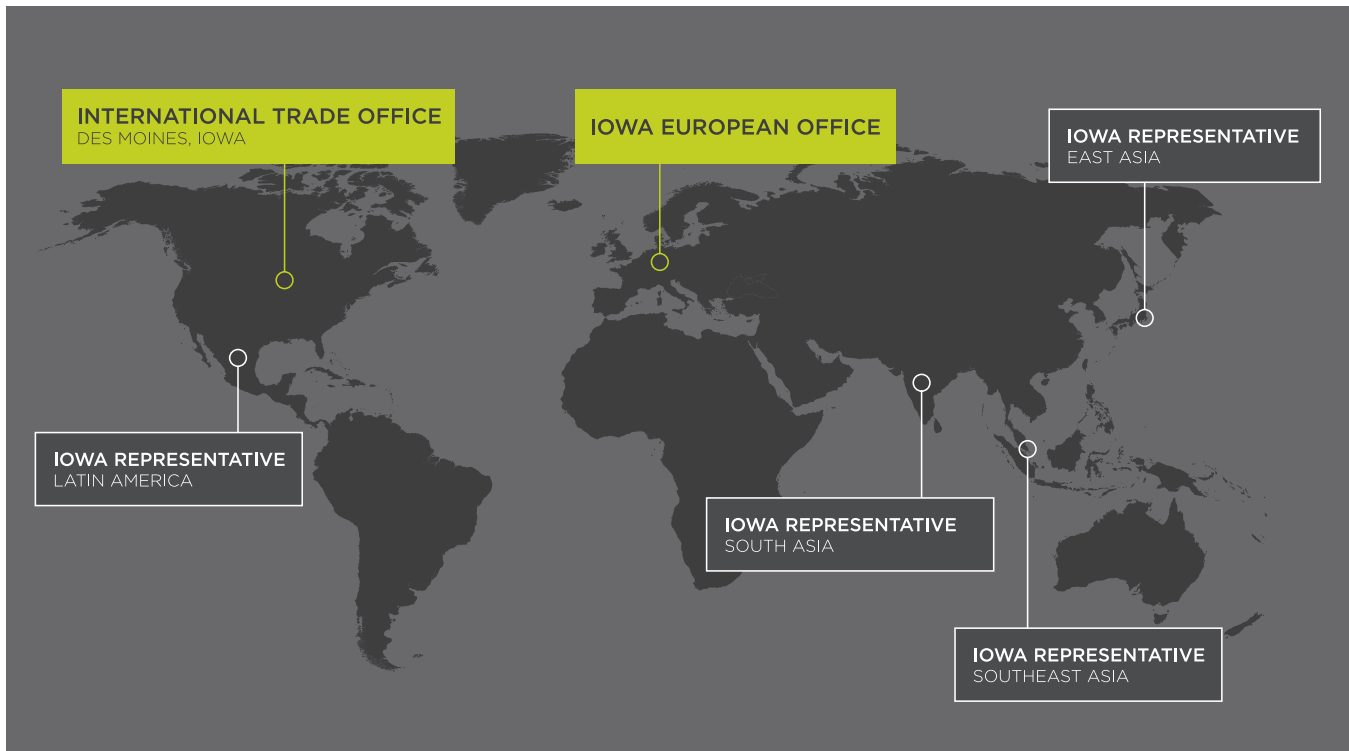 INTERNATIONAL TRADE OFFICE
DES MOINES, IOWA
IOWA EUROPEAN OFFICE
IOWA REPRESENTATIVE
EAST ASIA
IOWA REPRESENTATIVE
LATIN AMERICA
IOWA REPRESENTATIVE
SOUTH ASIA
IOWA REPRESENTATIVE
SOUTHEAST ASIA